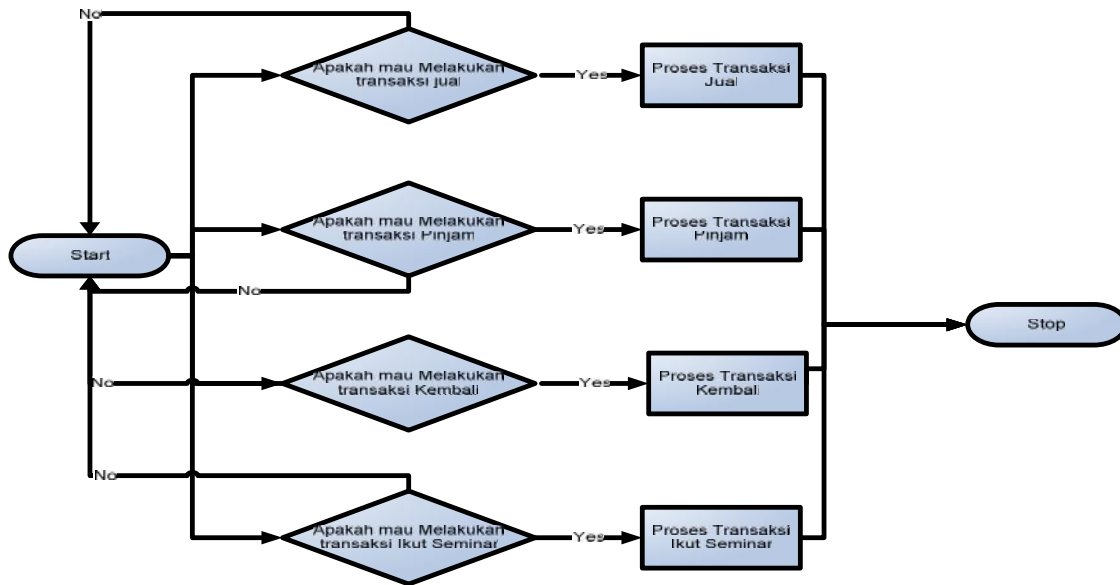 No
Apakah mau Melakukan
transaksi jual
Yes
Proses Transaksi
Jual
Start
Apakah mau Melakukan
transaksi Pinjam
Yes
Proses Transaksi
Pinjam
No
Stop
No
Apakah mau Melakukan
transaksi Kembali
Yes
Proses Transaksi
Kembali
No
Apakah mau Melakukan
transaksi Ikut Seminar
Yes
Proses Transaksi
Ikut Seminar